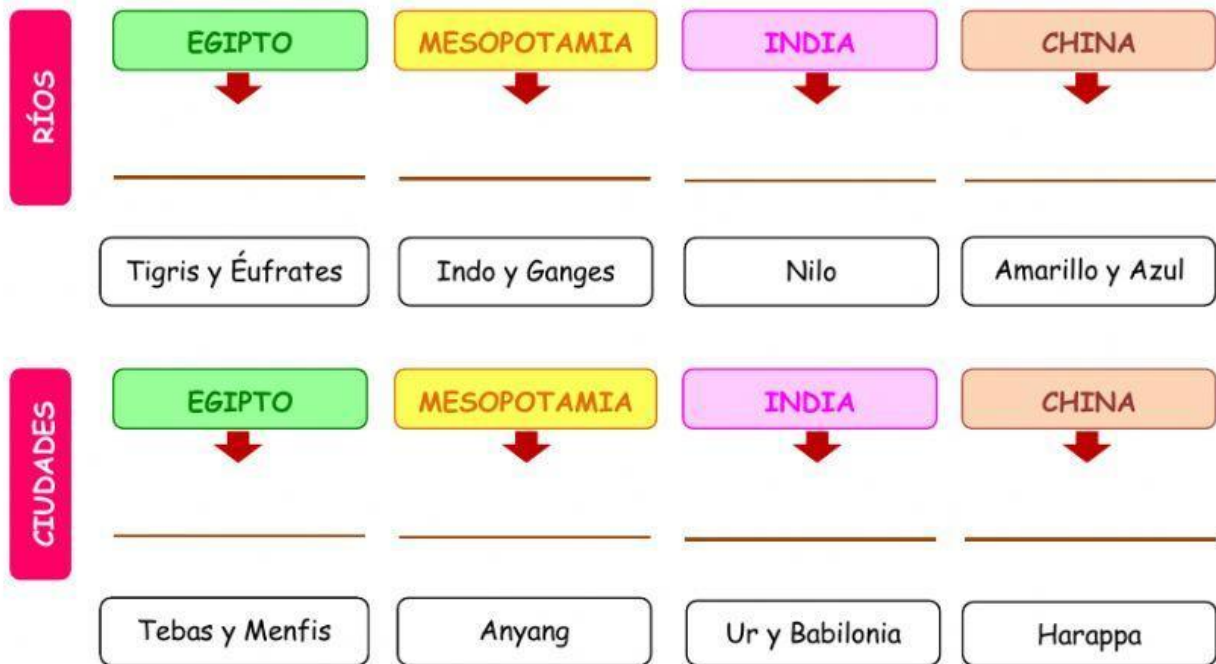 RÍOS
EGIPTO MESOPOTAMIA INDIA CHINA
Tigris y Éufrates Indo y Ganges Nilo Amarillo y Azul
CIUDADES
EGIPTO MESOPOTAMIA INDIA CHINA
Tebas y Menfis Anyang Ur y Babilonia Harappa